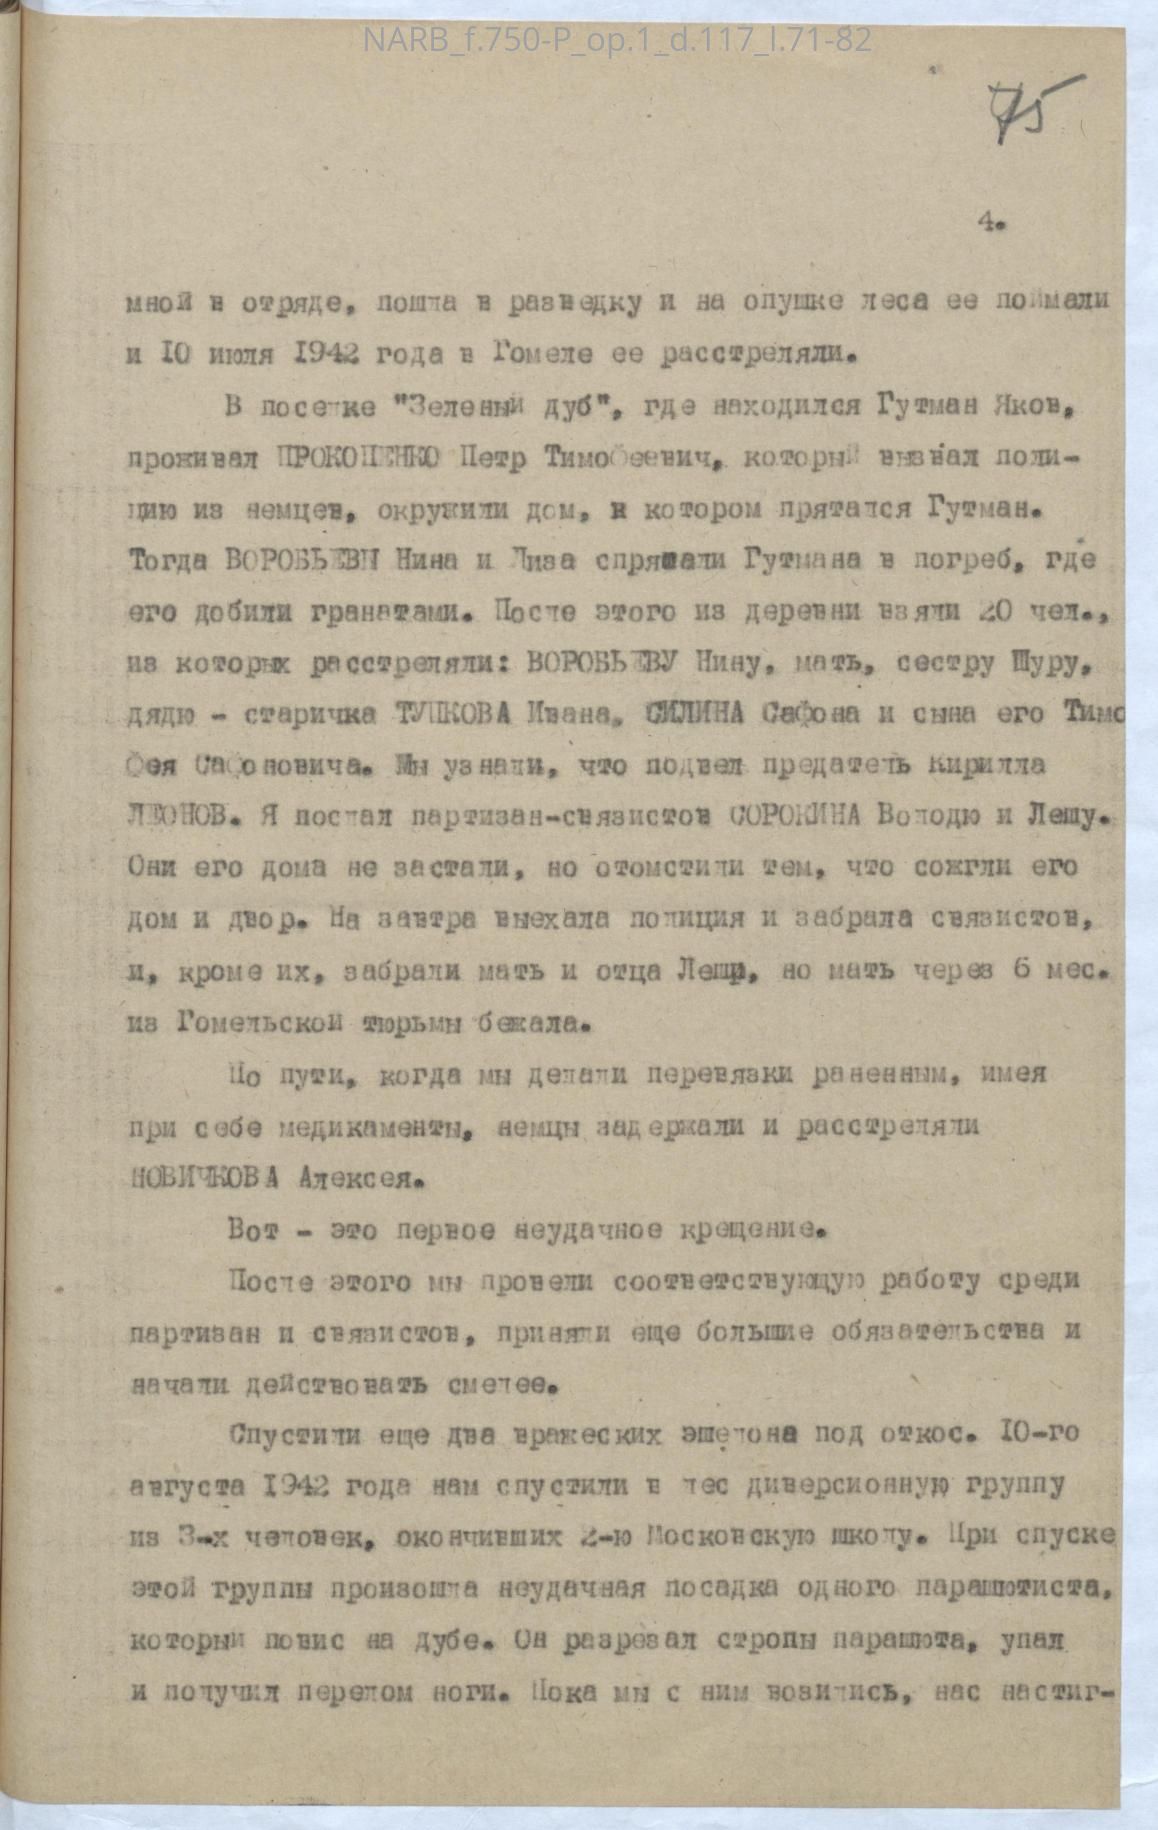 NARB_f.750-P_op.1_d.117_l.71-82
75
4.
мной в отряде, пошла в разведку и на опушке леса ее поймали
и 10 июля 1942 года в Гомеле ее расстреляли.
В поселке "Зеленый дуб", где находился Гутман Яков,
проживал ПРОКОПЕНКО Петр Тимофеевич, который вызвал поли-
цию из немцев, окружили дом, в котором прятался Гутман.
Тогда ВОРОБЬЕВЫ Нина и Лиза спрятали Гутмана в погреб, где
его добили гранатами. После этого из деревни взяли 20 чел.,
из которых расстреляли: ВОРОБЬЕВУ Нину, мать, сестру Шуру,
дядю - старичка ТУПКОВА Ивана, СИЛИНА Сафона и сына его Тимо
фея Сафоновича. Мы узнали, что подвел предатель Кирилла
ЛЕОНОВ. Я послал партизан-связистов СОРОКИНА Володю и Лешу.
Они его дома не застали, но отомстили тем, что сожгли его
дом и двор. На завтра выехала полиция и забрала связистов,
и, кроме их, забрали мать и отца Леши, но мать через 6 мес.
из Гомельской тюрьмы бежала.
По пути, когда мы делали перевязки раненным, имея
при себе медикаменты, немцы задержали и расстреляли
НОВИЧКОВА Алексея.
Вот - это первое неудачное крещение.
После этого мы провели соответствующую работу среди
партизан и связистов, приняли еще большие обязательства и
начали действовать смелее.
Спустили еще два вражеских эшелона под откос. 10-го
августа 1942 года нам спустили в лес диверсионную группу
из 3-х человек, окончивших 2-ю Московскую школу. При спуске
этой группы произошла неудачная посадка одного парашютиста,
который повис на дубе. Он разрезал стропы парашюта, упал
и получил перелом ноги. Пока мы с ним возились, нас настиг-